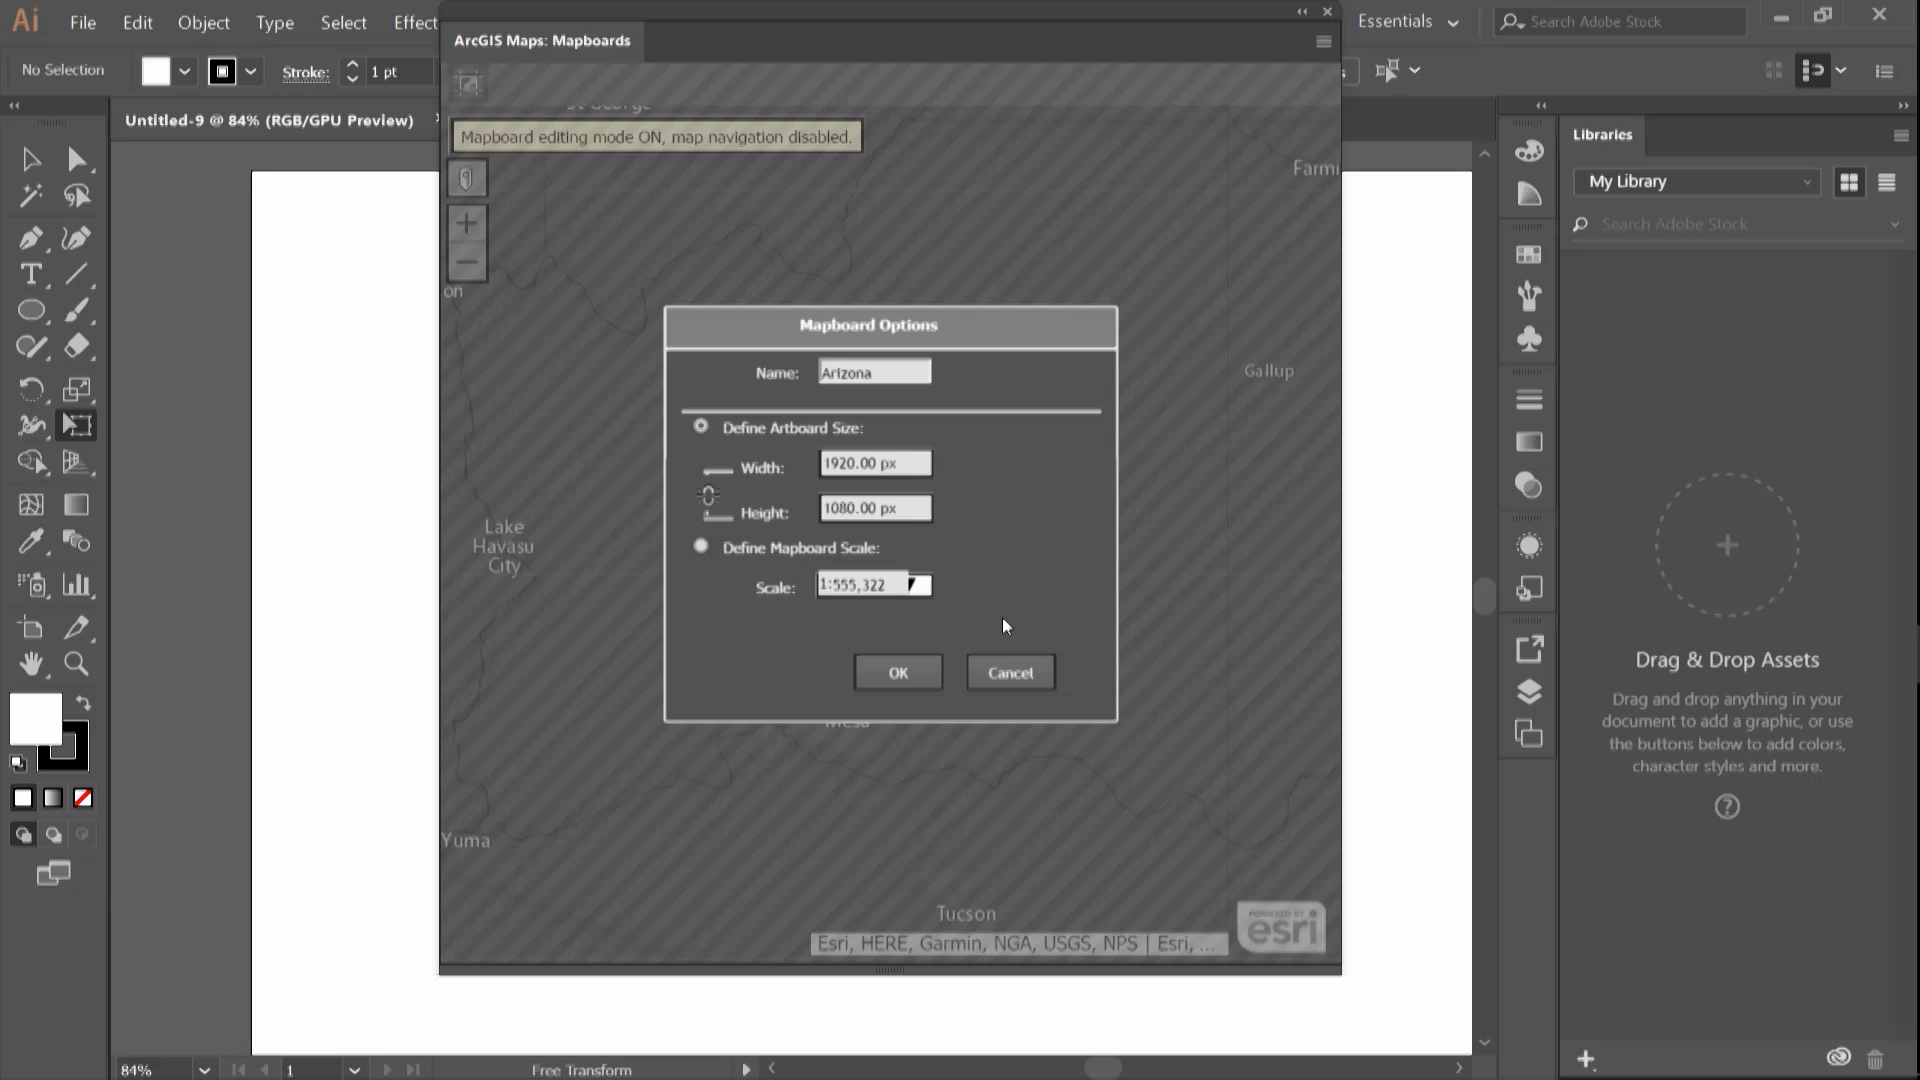 Ai File Edit Object Type Select Effect
Essentials
Search Adobe Stock
ArcGIS Maps: Mapboards
No Selection
Stroke:
1 pt
Untitled-9 @ 84% (RGB/GPU Preview)
St George
Mapboard editing mode ON, map navigation disabled.
Farmi
on
Gallup
Lake
Havasu
City
Mapboard Options
Name: Arizona
Define Artboard Size:
Width: 1920.00 px
Height: 1080.00 px
Define Mapboard Scale:
Scale: 1:555,322
OK Cancel
Mesa
Yuma
Tucson
POWERED BY
esri
Esri, HERE, Garmin, NGA, USGS, NPS | Esri, ...
Libraries
My Library
Search Adobe Stock
Drag & Drop Assets
Drag and drop anything in your
document to add a graphic, or use
the buttons below to add colors,
character styles and more.
84%
1
Free Transform